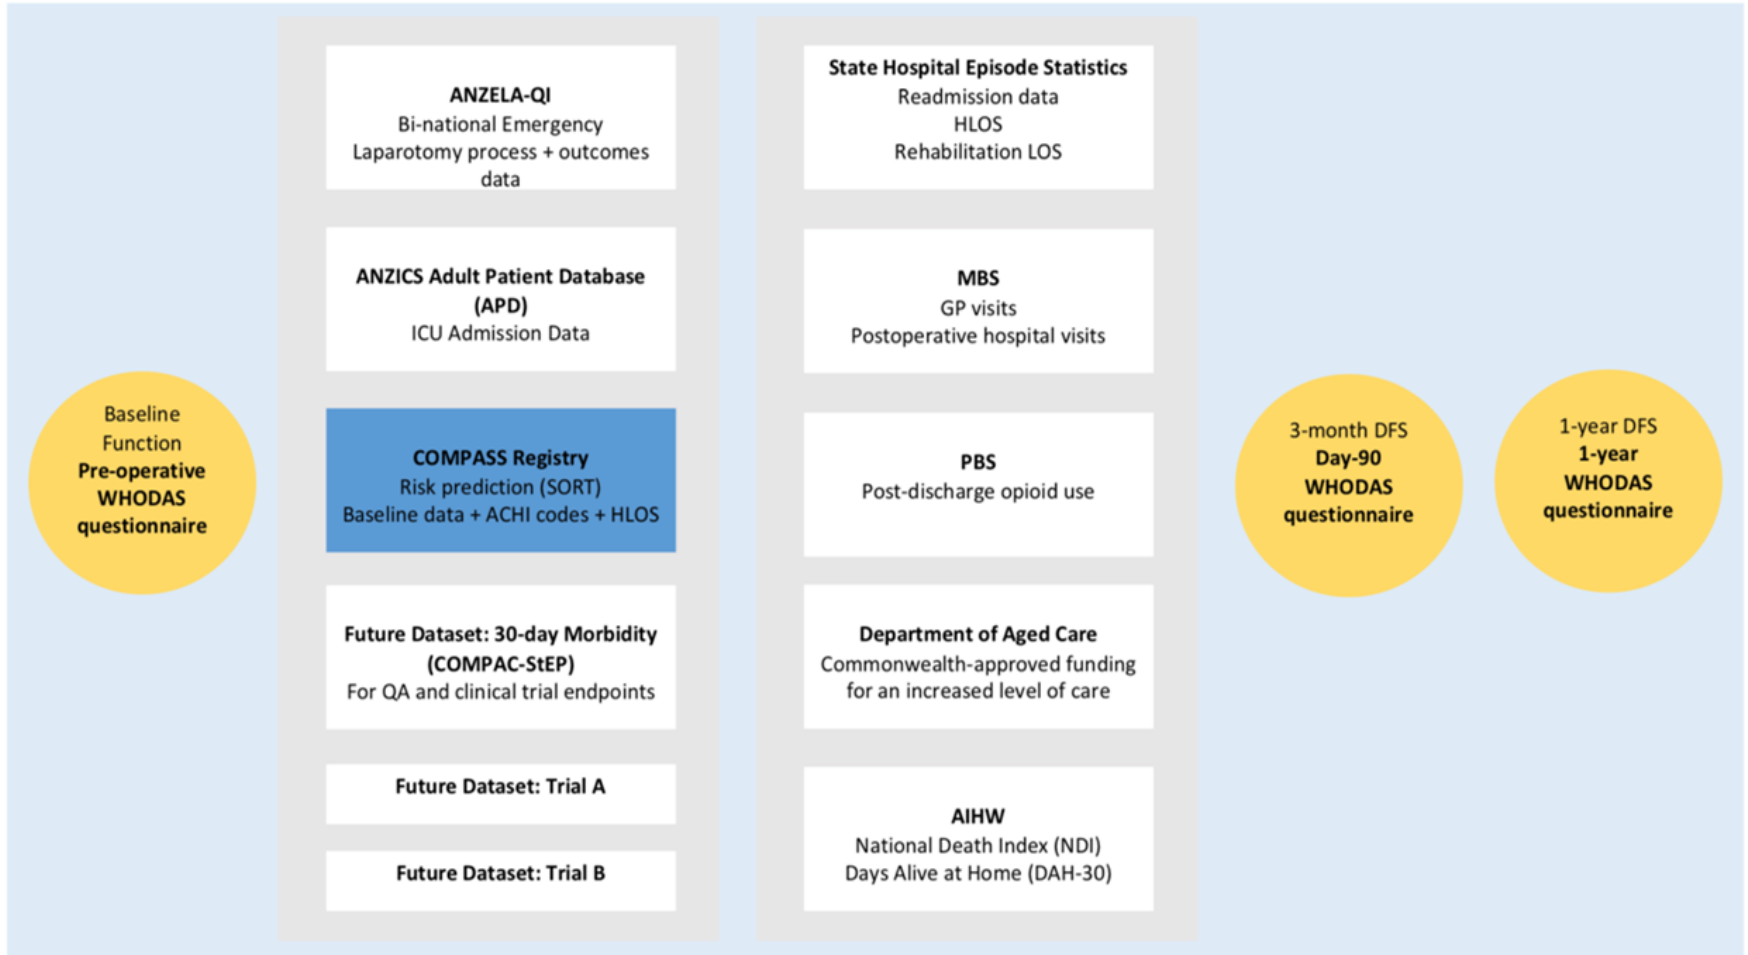 Baseline
Function
Pre-operative
WHODAS
questionnaire
ANZELA-QI
Bi-national Emergency
Laparotomy process + outcomes
data
ANZICS Adult Patient Database
(APD)
ICU Admission Data
COMPASS Registry
Risk prediction (SORT)
Baseline data + ACHI codes + HLOS
Future Dataset: 30-day Morbidity
(COMPAC-StEP)
For QA and clinical trial endpoints
Future Dataset: Trial A
Future Dataset: Trial B
State Hospital Episode Statistics
Readmission data
HLOS
Rehabilitation LOS
MBS
GP visits
Postoperative hospital visits
PBS
Post-discharge opioid use
Department of Aged Care
Commonwealth-approved funding
for an increased level of care
AIHW
National Death Index (NDI)
Days Alive at Home (DAH-30)
3-month DFS
Day-90
WHODAS
questionnaire
1-year DFS
1-year
WHODAS
questionnaire